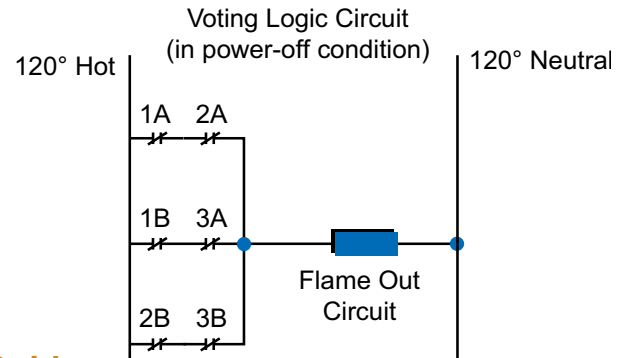 Voting Logic Circuit
(in power-off condition)
120° Hot
120° Neutral
1A 2A
1B 3A
Flame Out
Circuit
2B 3B